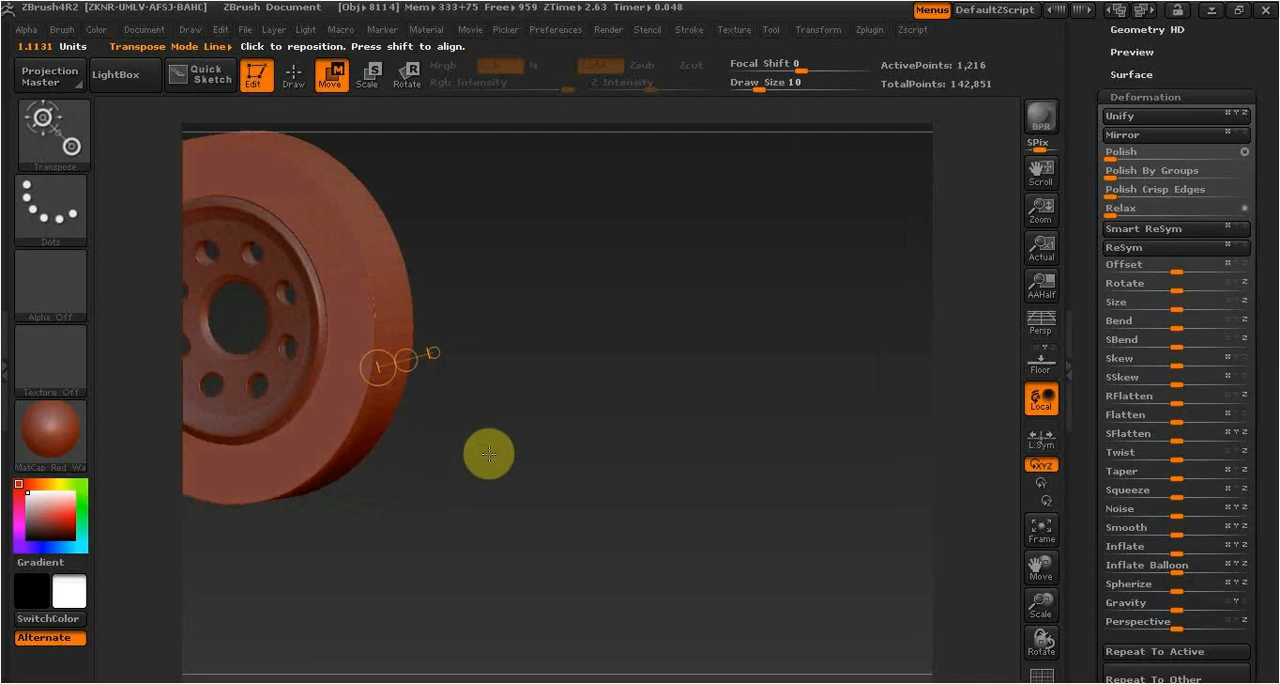 ZBrush4R2 [ZKNR-UMLV-AFSJ-BAHC]   ZBrush Document   [Obj▸ 8114] Mem▸333+75 Free▸959 ZTime▸2.63 Timer▸0.048
Menus DefaultZScript
Alpha Brush Color Document Draw Edit File Layer Light Macro Marker Material Movie Picker Preferences Render Stencil Stroke Texture Tool Transform Zplugin Zscript
1.1131 Units Transpose Mode Line▸ Click to reposition. Press shift to align.
Projection Master
LightBox
Quick Sketch
Edit
Draw
Move
Scale
Rotate
Mrgb
M
Zsub
Zcut
Rgb Intensity
Z Intensity
Focal Shift 0
Draw Size 10
ActivePoints: 1,216
TotalPoints: 142,851
Transpose
Dots
Alpha Off
Texture Off
MatCap Red Wa
Gradient
SwitchColor
Alternate
BPR
SPix
Scroll
Zoom
Actual
AAHalf
Persp
Floor
Local
L.Sym
XYZ
Frame
Move
Scale
Rotate
Geometry HD
Preview
Surface
Deformation
Unify
Mirror
Polish
Polish By Groups
Polish Crisp Edges
Relax
Smart ReSym
ReSym
Offset
Rotate
Size
Bend
SBend
Skew
SSkew
RFlatten
Flatten
SFlatten
Twist
Taper
Squeeze
Noise
Smooth
Inflate
Inflate Balloon
Spherize
Gravity
Perspective
Repeat To Active
Repeat To Other